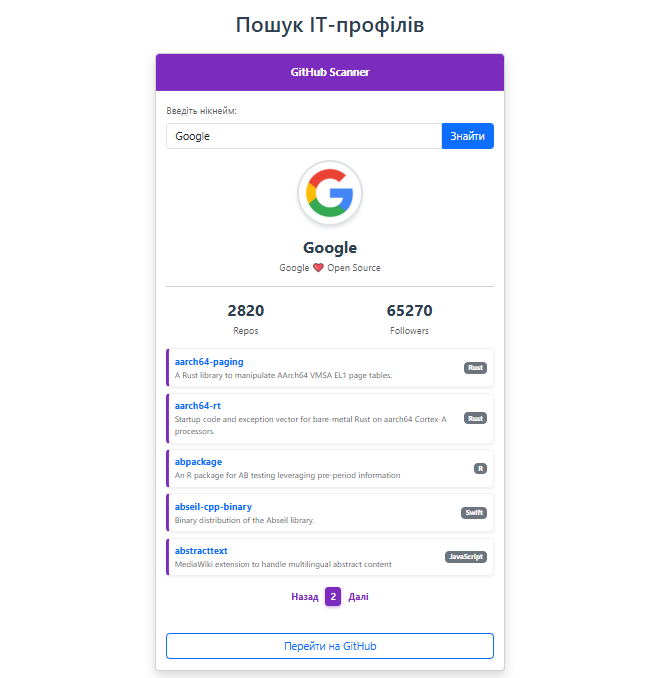 Пошук ІТ-профілів
GitHub Scanner
Введіть нікнейм:
Google
Знайти
Google
Google ❤️ Open Source
2820
65270
Repos
Followers
aarch64-paging
A Rust library to manipulate AArch64 VMSA EL1 page tables.
Rust
aarch64-rt
Startup code and exception vector for bare-metal Rust on aarch64 Cortex-A
processors.
Rust
abpackage
An R package for AB testing leveraging pre-period information
R
abseil-cpp-binary
Binary distribution of the Abseil library.
Swift
abstracttext
MediaWiki extension to handle multilingual abstract content
JavaScript
Назад 2 Далі
Перейти на GitHub